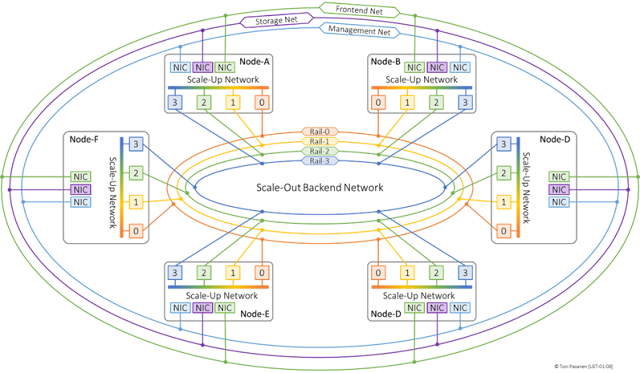 Frontend Net
Storage Net
Management Net
Node-A
NIC NIC NIC
Scale-Up Network
3 2 1 0
Node-B
NIC NIC NIC
Scale-Up Network
0 1 2 3
Node-F
NIC
NIC
NIC
Scale-Up Network
3
2
1
0
Rail-0
Rail-1
Rail-2
Rail-3
Scale-Out Backend Network
Node-D
NIC
NIC
NIC
Scale-Up Network
3
2
1
0
3 2 1 0
Scale-Up Network
NIC NIC NIC
Node-E
0 1 2 3
Scale-Up Network
NIC NIC NIC
Node-D
© Toni Pasanen [UET-01-08]